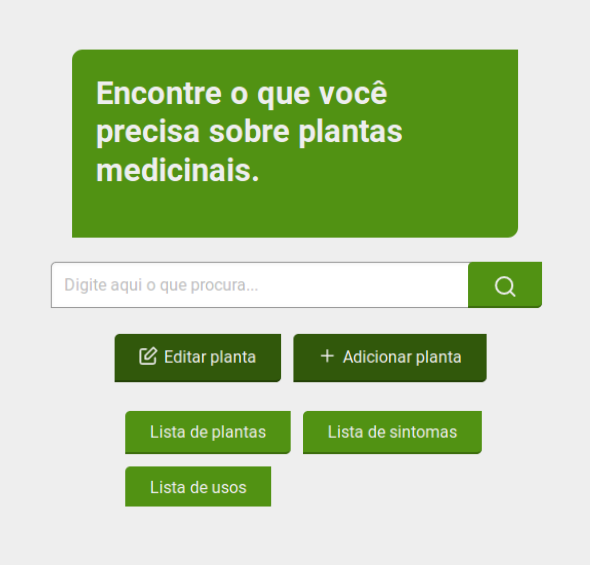 Encontre o que você
precisa sobre plantas
medicinais.
Digite aqui o que procura...
Editar planta
Adicionar planta
Lista de plantas
Lista de sintomas
Lista de usos